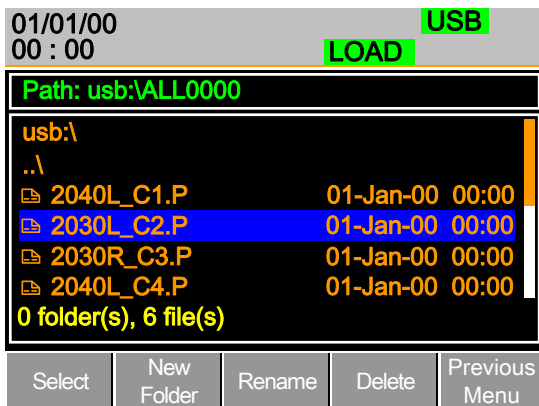 01/01/00 USB
00 : 00 LOAD
Path: usb:\ALL0000
usb:\
..\
2040L_C1.P 01-Jan-00 00:00
2030L_C2.P 01-Jan-00 00:00
2030R_C3.P 01-Jan-00 00:00
2040L_C4.P 01-Jan-00 00:00
0 folder(s), 6 file(s)
Select New Folder Rename Delete Previous Menu